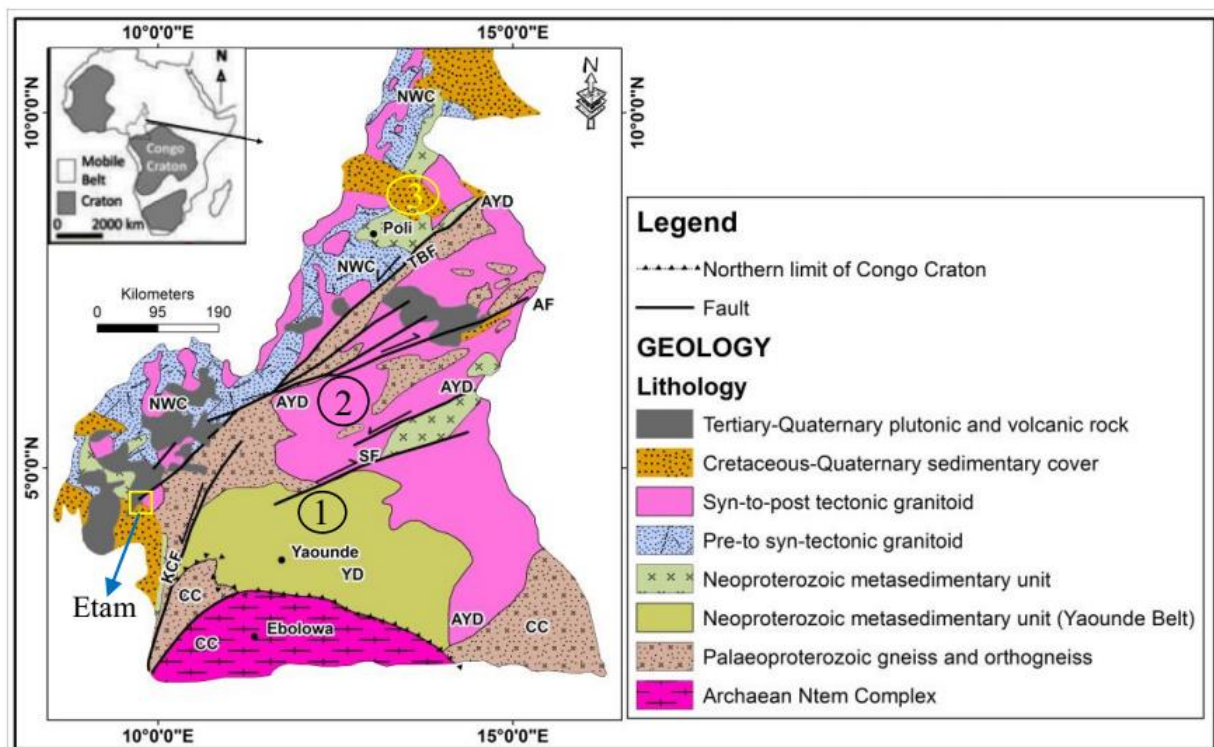 10°0'0"E
15°0'0"E
N
Congo
Craton
Mobile
Belt
Craton
0 2000 km
N
NWC
10°0'0"N
10°0'0"N
3
AYD
Poli
TBF
NWC
Kilometers
0 95 190
AF
NWC
AYD
2
AYD
SF
5°0'0"N
5°0'0"N
1
KCF
Yaounde
YD
Etam
CC
AYD
CC
Ebolowa
CC
10°0'0"E
15°0'0"E
Legend
Northern limit of Congo Craton
Fault
GEOLOGY
Lithology
Tertiary-Quaternary plutonic and volcanic rock
Cretaceous-Quaternary sedimentary cover
Syn-to-post tectonic granitoid
Pre-to syn-tectonic granitoid
Neoproterozoic metasedimentary unit
Neoproterozoic metasedimentary unit (Yaounde Belt)
Palaeoproterozoic gneiss and orthogneiss
Archaean Ntem Complex